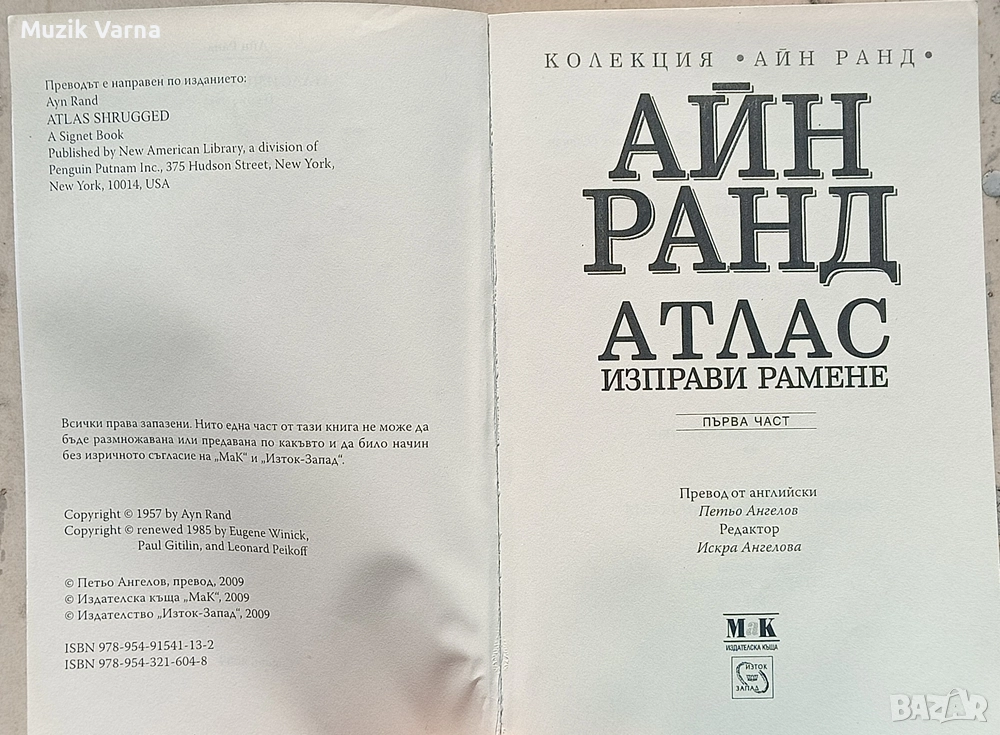 Muzik Varna
Преводът е направен по изданието:
Ayn Rand
ATLAS SHRUGGED
A Signet Book
Published by New American Library, a division of
Penguin Putnam Inc., 375 Hudson Street, New York,
New York, 10014, USA
Всички права запазени. Нито една част от тази книга не може да
бъде размножавана или предавана по какъвто и да било начин
без изричното съгласие на „МаК“ и „Изток-Запад“.
Copyright © 1957 by Ayn Rand
Copyright © renewed 1985 by Eugene Winick,
Paul Gitilin, and Leonard Peikoff
© Петьо Ангелов, превод, 2009
© Издателска къща „МаК“, 2009
© Издателство „Изток-Запад“, 2009
ISBN 978-954-91541-13-2
ISBN 978-954-321-604-8
КОЛЕКЦИЯ • АЙН РАНД •
АЙН
РАНД
АТЛАС
ИЗПРАВИ РАМЕНЕ
ПЪРВА ЧАСТ
Превод от английски
Петьо Ангелов
Редактор
Искра Ангелова
МаК
ИЗДАТЕЛСКА КЪЩА
ИЗТОК
ЗАПАД
BAZAR